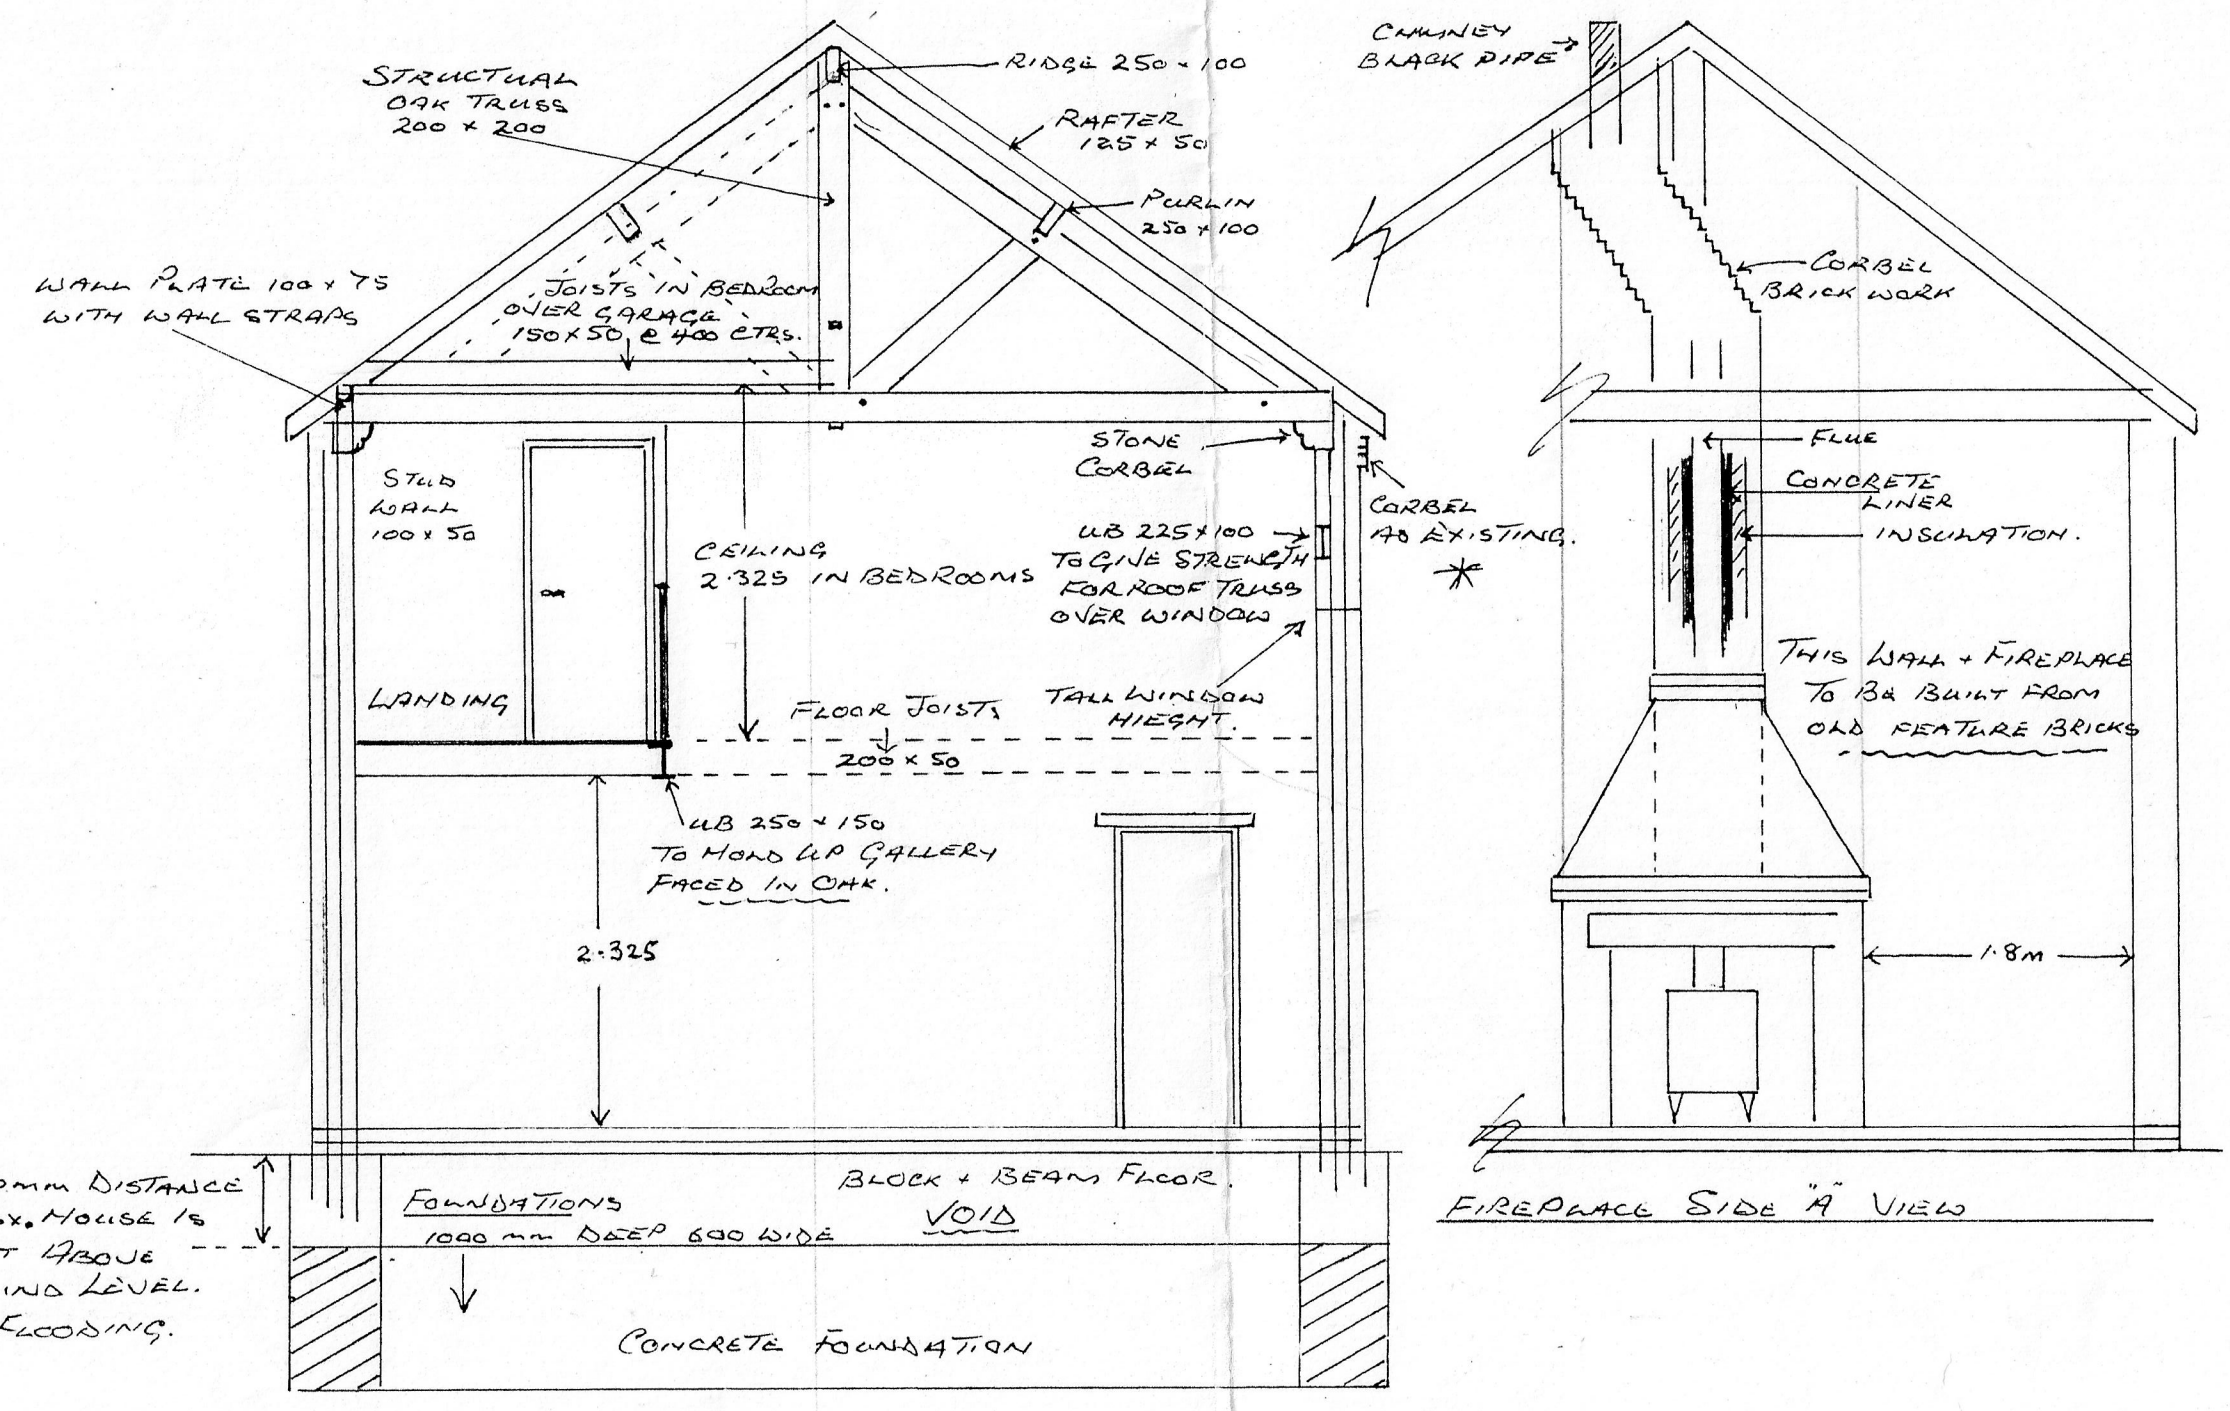 STRUCTUAL
OAK TRUSS
200 x 200
RIDGE 250 x 100
RAFTER
125 x 50
PURLIN
250 x 100
WALL PLATE 100 x 75
WITH WALL STRAPS
JOISTS IN BEDROOM
OVER GARAGE
150 x 50 @ 400 CTRS.
STUD
WALL
100 x 50
CEILING
2.325 IN BEDROOMS
STONE
CORBEL
CORBEL
AS EXISTING.
UB 225 x 100
TO GIVE STRENGTH
FOR ROOF TRUSS
OVER WINDOW
LANDING
FLOOR JOISTS
200 x 50
TALL WINDOW
HIEGHT.
UB 250 x 150
TO HOLD UP GALLERY
FACED IN OAK.
2.325
MM DISTANCE
HOUSE IS
ABOVE
LEVEL.
FLOODING.
FOUNDATIONS
1000 mm DEEP 600 WIDE
BLOCK + BEAM FLOOR.
VOID
CONCRETE FOUNDATION
CHIMNEY
BLACK PIPE
CORBEL
BRICK WORK
FLUE
CONCRETE
LINER
INSULATION.
THIS WALL + FIREPLACE
TO BE BUILT FROM
OLD FEATURE BRICKS
1.8M
FIREPLACE SIDE "A" VIEW